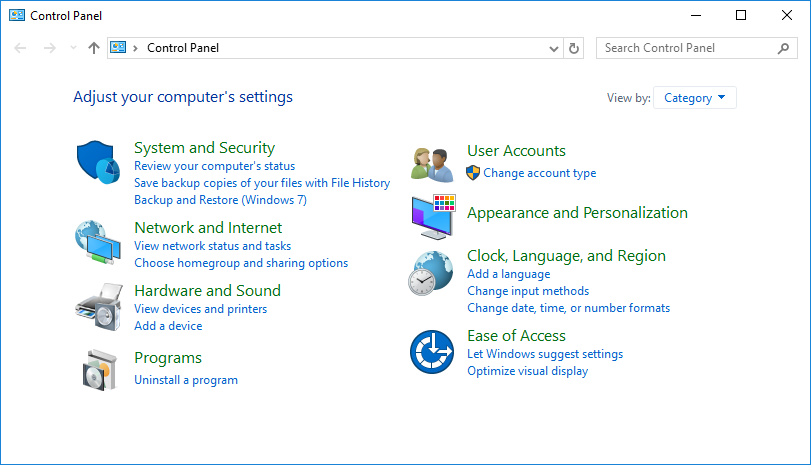 Control Panel
Control Panel
Search Control Panel
Adjust your computer's settings
View by: Category
System and Security
Review your computer's status
Save backup copies of your files with File History
Backup and Restore (Windows 7)
Network and Internet
View network status and tasks
Choose homegroup and sharing options
Hardware and Sound
View devices and printers
Add a device
Programs
Uninstall a program
User Accounts
Change account type
Appearance and Personalization
Clock, Language, and Region
Add a language
Change input methods
Change date, time, or number formats
Ease of Access
Let Windows suggest settings
Optimize visual display